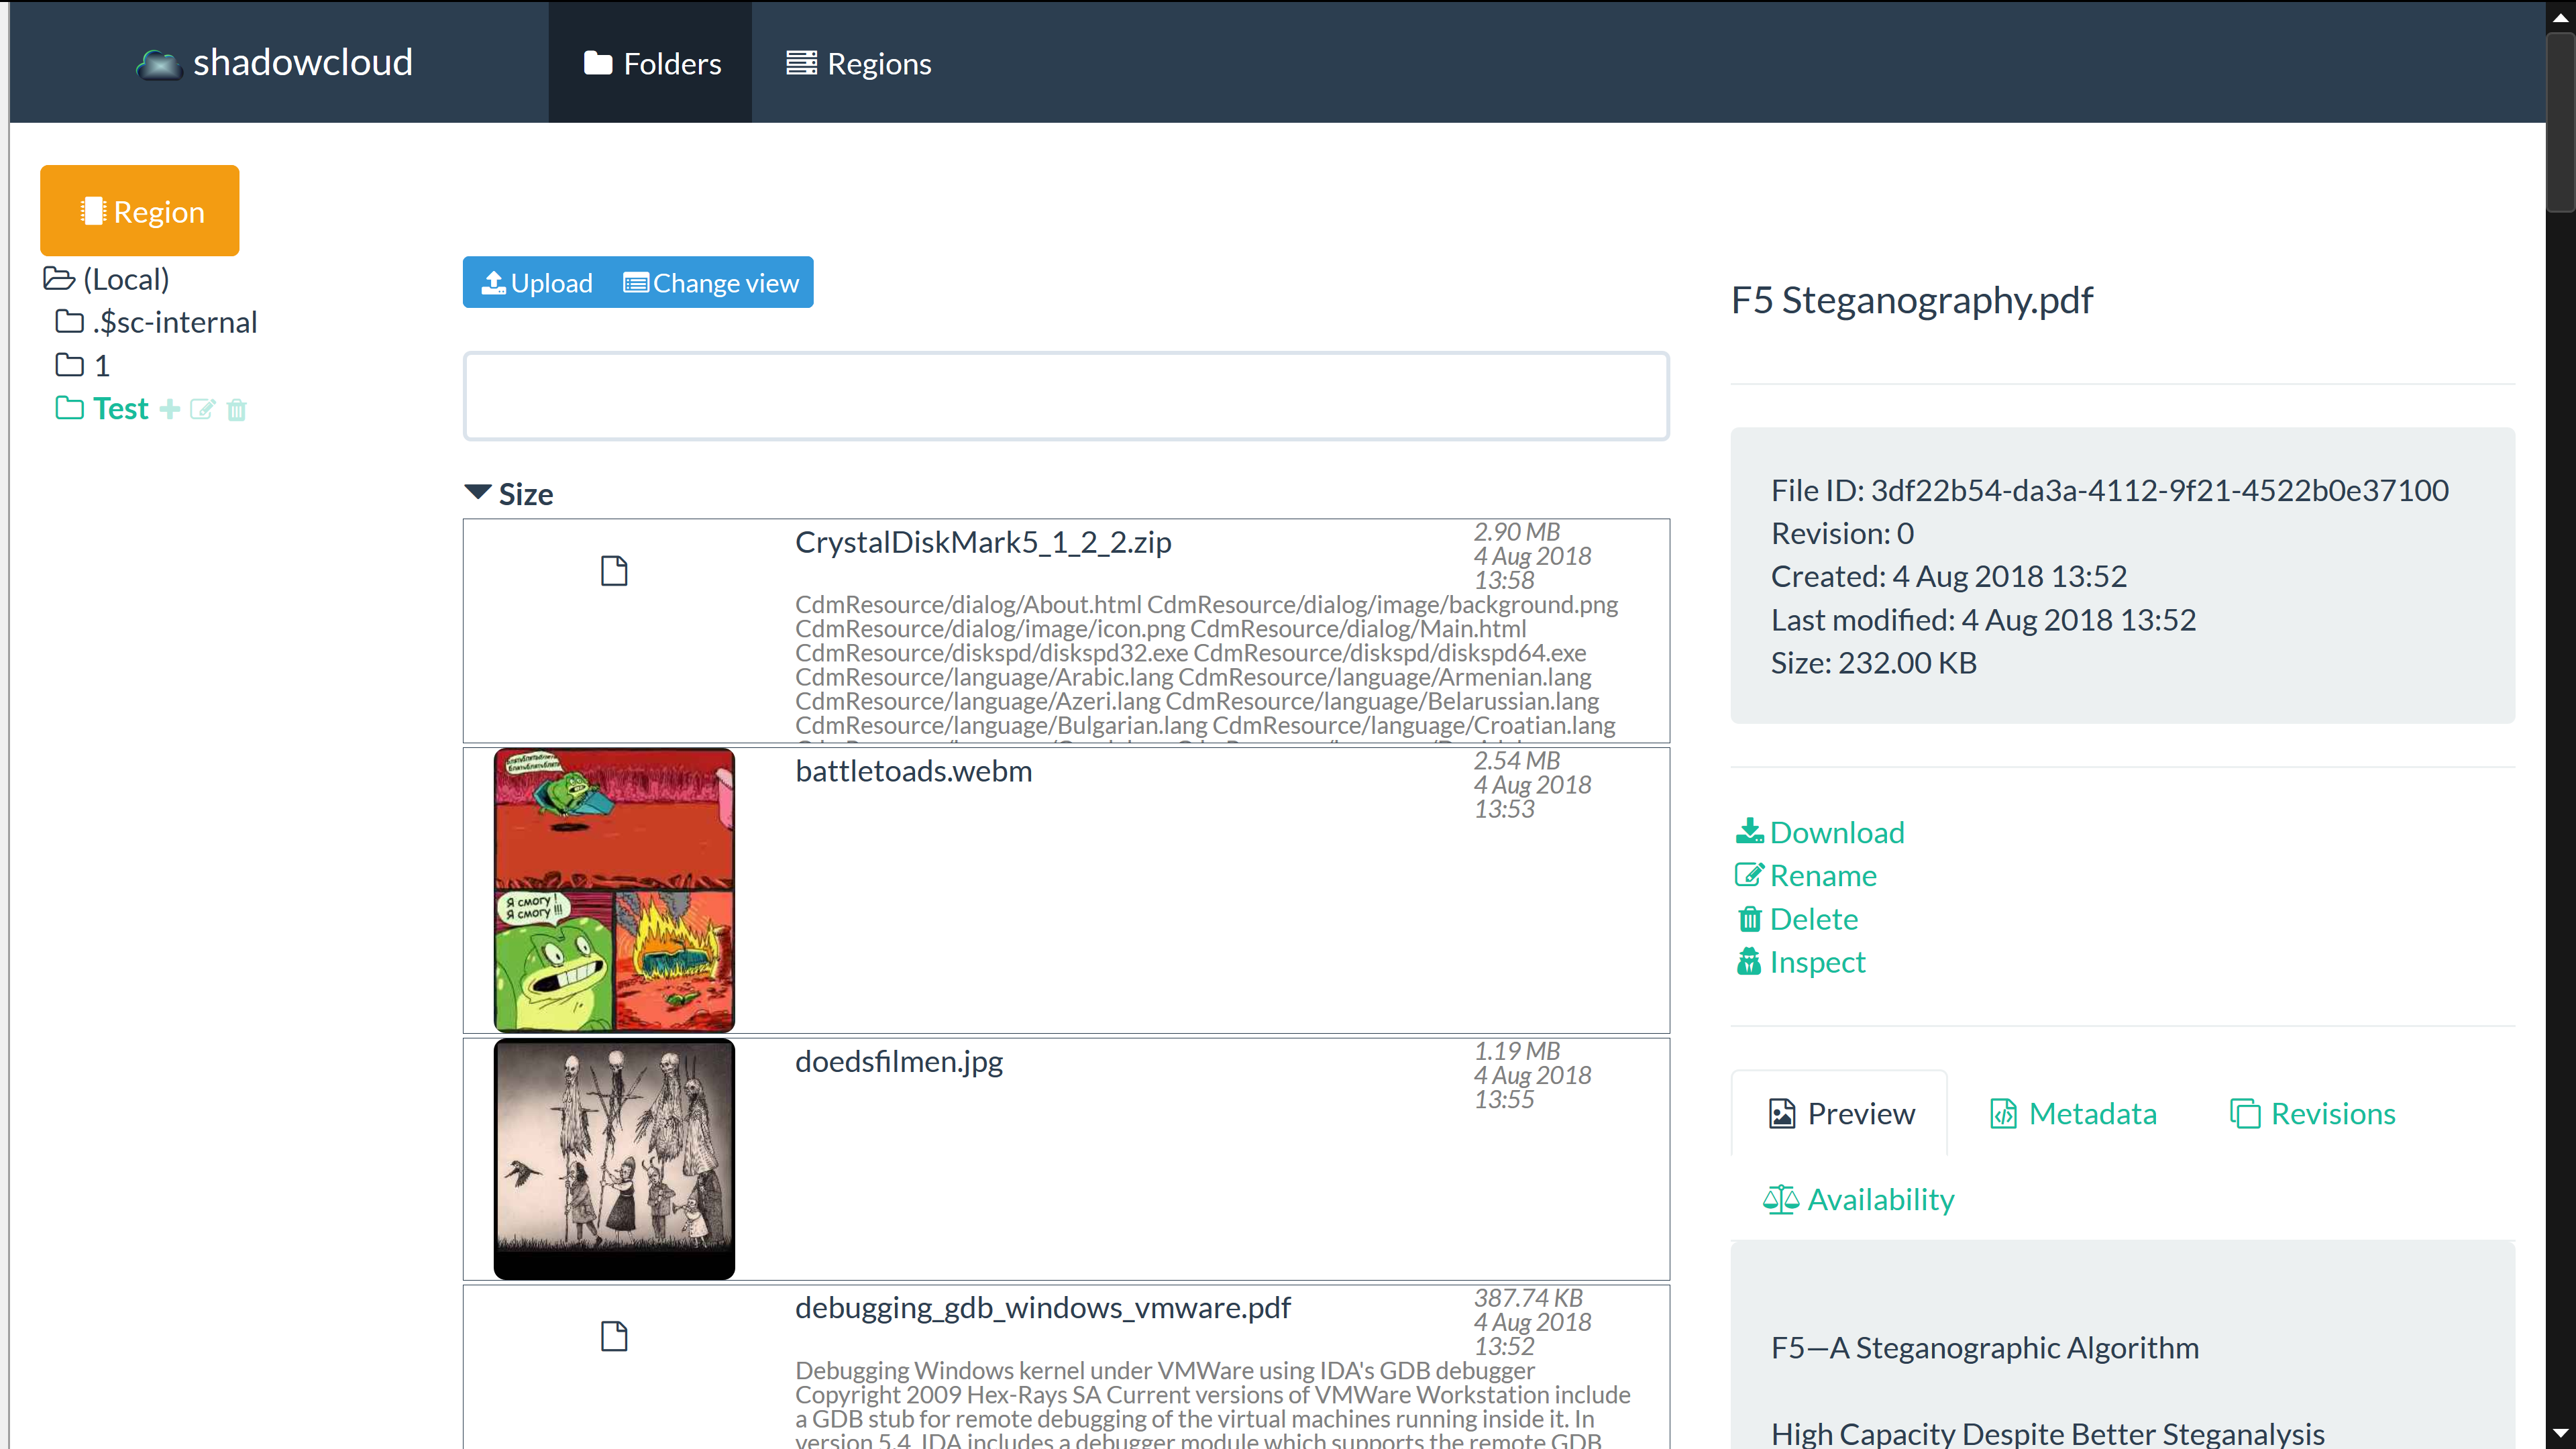 shadowcloud
Folders
Regions
Region
(Local)
.$sc-internal
1
Test
Upload
Change view
Size
CrystalDiskMark5_1_2_2.zip
2.90 MB
4 Aug 2018
13:58
CdmResource/dialog/About.html CdmResource/dialog/image/background.png
CdmResource/dialog/image/icon.png CdmResource/dialog/Main.html
CdmResource/diskspd/diskspd32.exe CdmResource/diskspd/diskspd64.exe
CdmResource/language/Arabic.lang CdmResource/language/Armenian.lang
CdmResource/language/Azeri.lang CdmResource/language/Belarussian.lang
CdmResource/language/Bulgarian.lang CdmResource/language/Croatian.lang
battletoads.webm
2.54 MB
4 Aug 2018
13:53
Я СМОГУ !
Я СМОГУ !!!
doedsfilmen.jpg
1.19 MB
4 Aug 2018
13:55
debugging_gdb_windows_vmware.pdf
387.74 KB
4 Aug 2018
13:52
Debugging Windows kernel under VMWare using IDA's GDB debugger
Copyright 2009 Hex-Rays SA Current versions of VMWare Workstation include
a GDB stub for remote debugging of the virtual machines running inside it. In
version 5.4, IDA includes a debugger module which supports the remote GDB
F5 Steganography.pdf
File ID: 3df22b54-da3a-4112-9f21-4522b0e37100
Revision: 0
Created: 4 Aug 2018 13:52
Last modified: 4 Aug 2018 13:52
Size: 232.00 KB
Download
Rename
Delete
Inspect
Preview
Metadata
Revisions
Availability
F5—A Steganographic Algorithm
High Capacity Despite Better Steganalysis